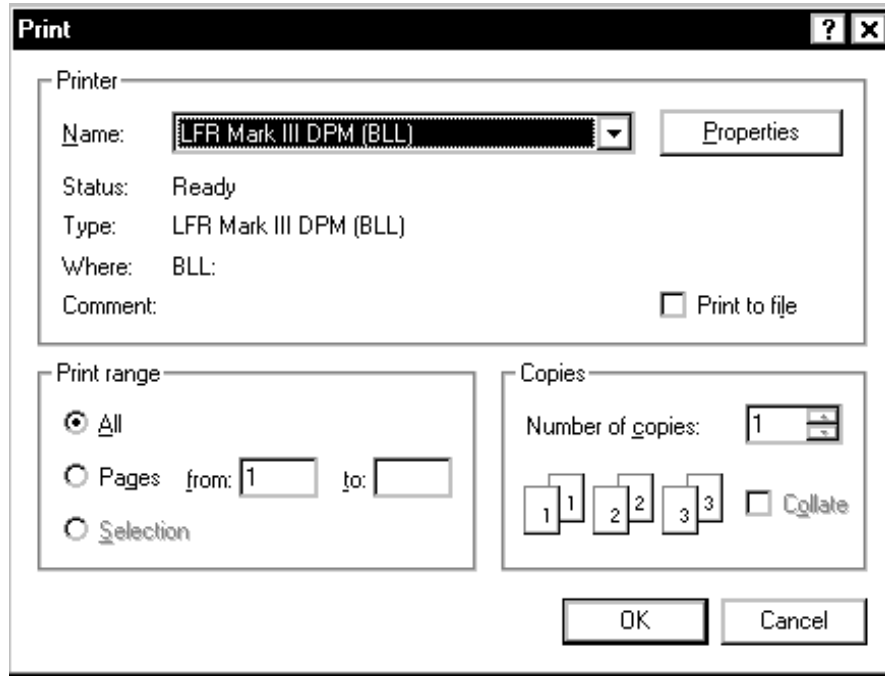 Print
Printer
Name: LFR Mark III DPM (BLL) Properties
Status: Ready
Type: LFR Mark III DPM (BLL)
Where: BLL:
Comment: Print to file
Print range
All
Pages from: 1 to:
Selection
Copies
Number of copies: 1
1 1 2 2 3 3 Collate
OK Cancel